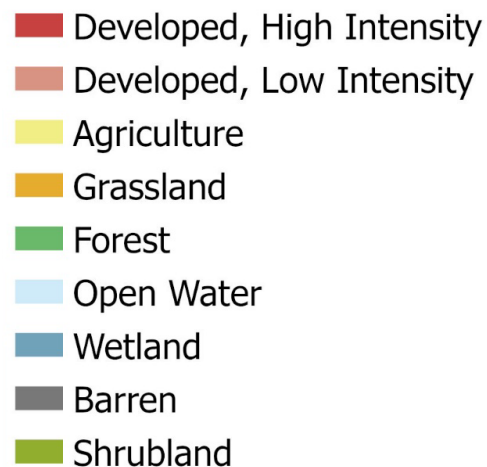 Developed, High Intensity
Developed, Low Intensity
Agriculture
Grassland
Forest
Open Water
Wetland
Barren
Shrubland